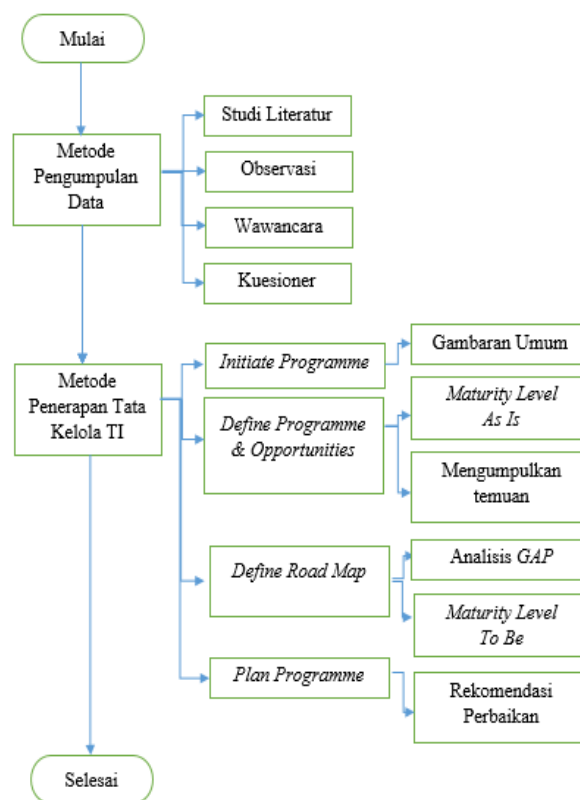 Mulai
Metode
Pengumpulan
Data
Studi Literatur
Observasi
Wawancara
Kuesioner
Metode
Penerapan Tata
Kelola TI
Initiate Programme
Gambaran Umum
Define Programme
& Opportunities
Maturity Level
As Is
Mengumpulkan
temuan
Define Road Map
Analisis GAP
Maturity Level
To Be
Plan Programme
Rekomendasi
Perbaikan
Selesai